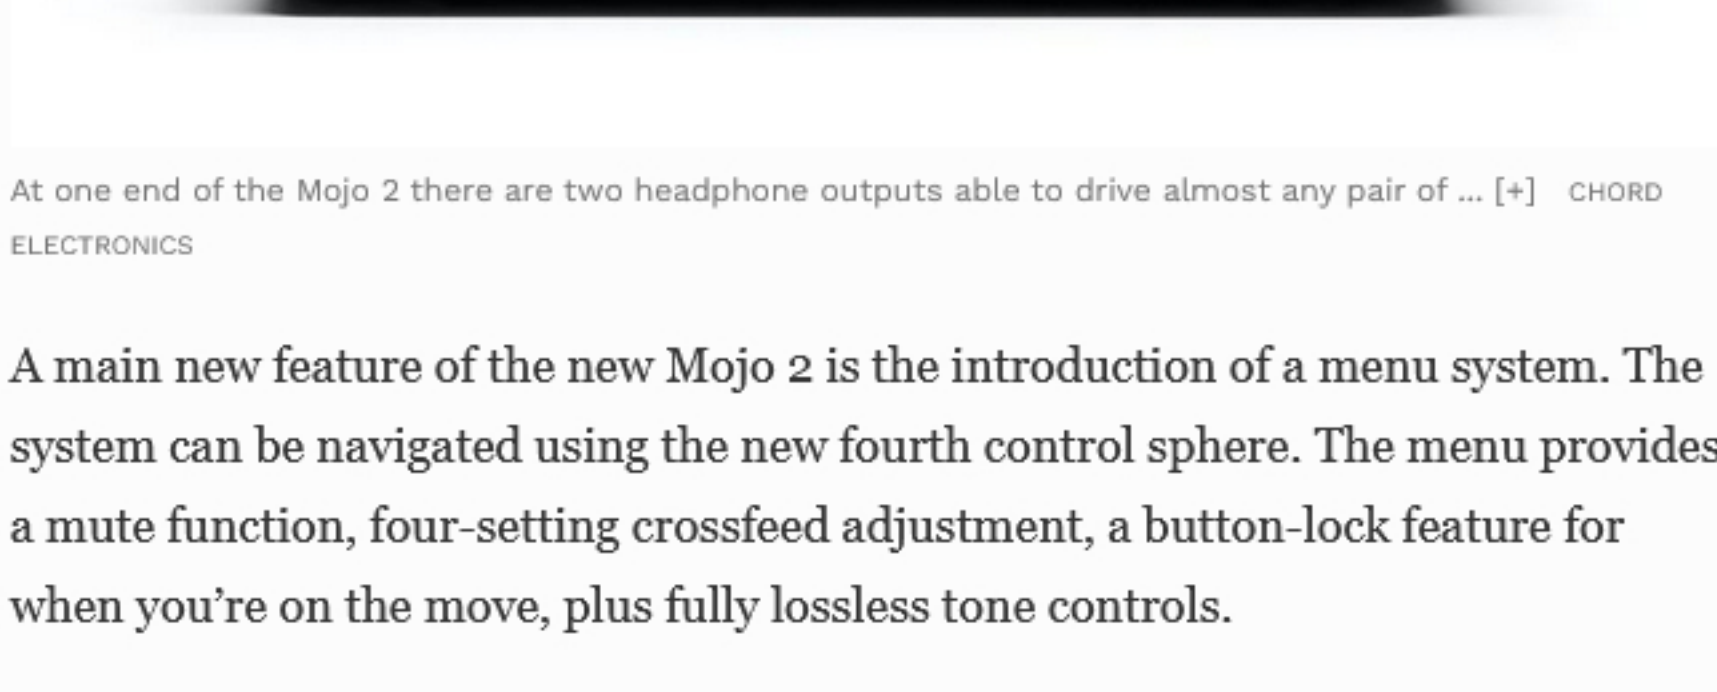 At one end of the Mojo 2 there are two headphone outputs able to drive almost any pair of ... [+] CHORD
ELECTRONICS
A main new feature of the new Mojo 2 is the introduction of a menu system. The
system can be navigated using the new fourth control sphere. The menu provides
a mute function, four-setting crossfeed adjustment, a button-lock feature for
when you’re on the move, plus fully lossless tone controls.